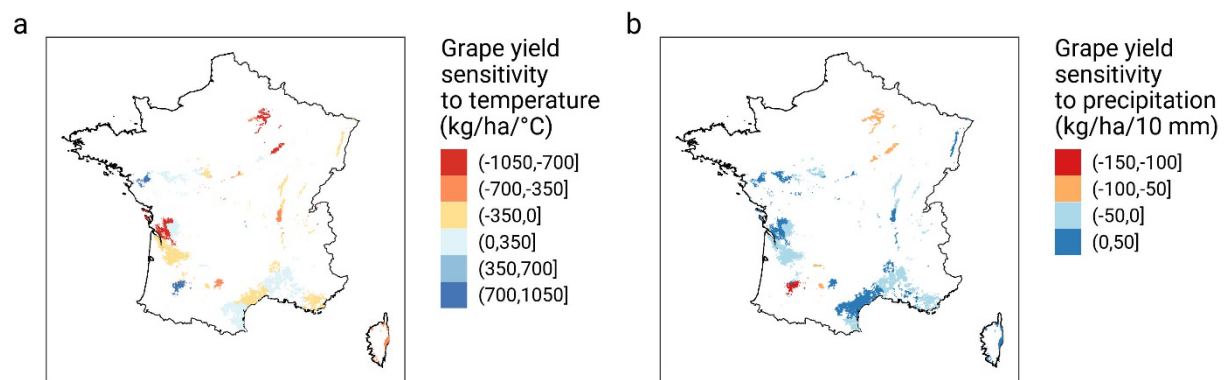 a
Grape yield
sensitivity
to temperature
(kg/ha/°C)
(-1050,-700]
(-700,-350]
(-350,0]
(0,350]
(350,700]
(700,1050]
b
Grape yield
sensitivity
to precipitation
(kg/ha/10 mm)
(-150,-100]
(-100,-50]
(-50,0]
(0,50]